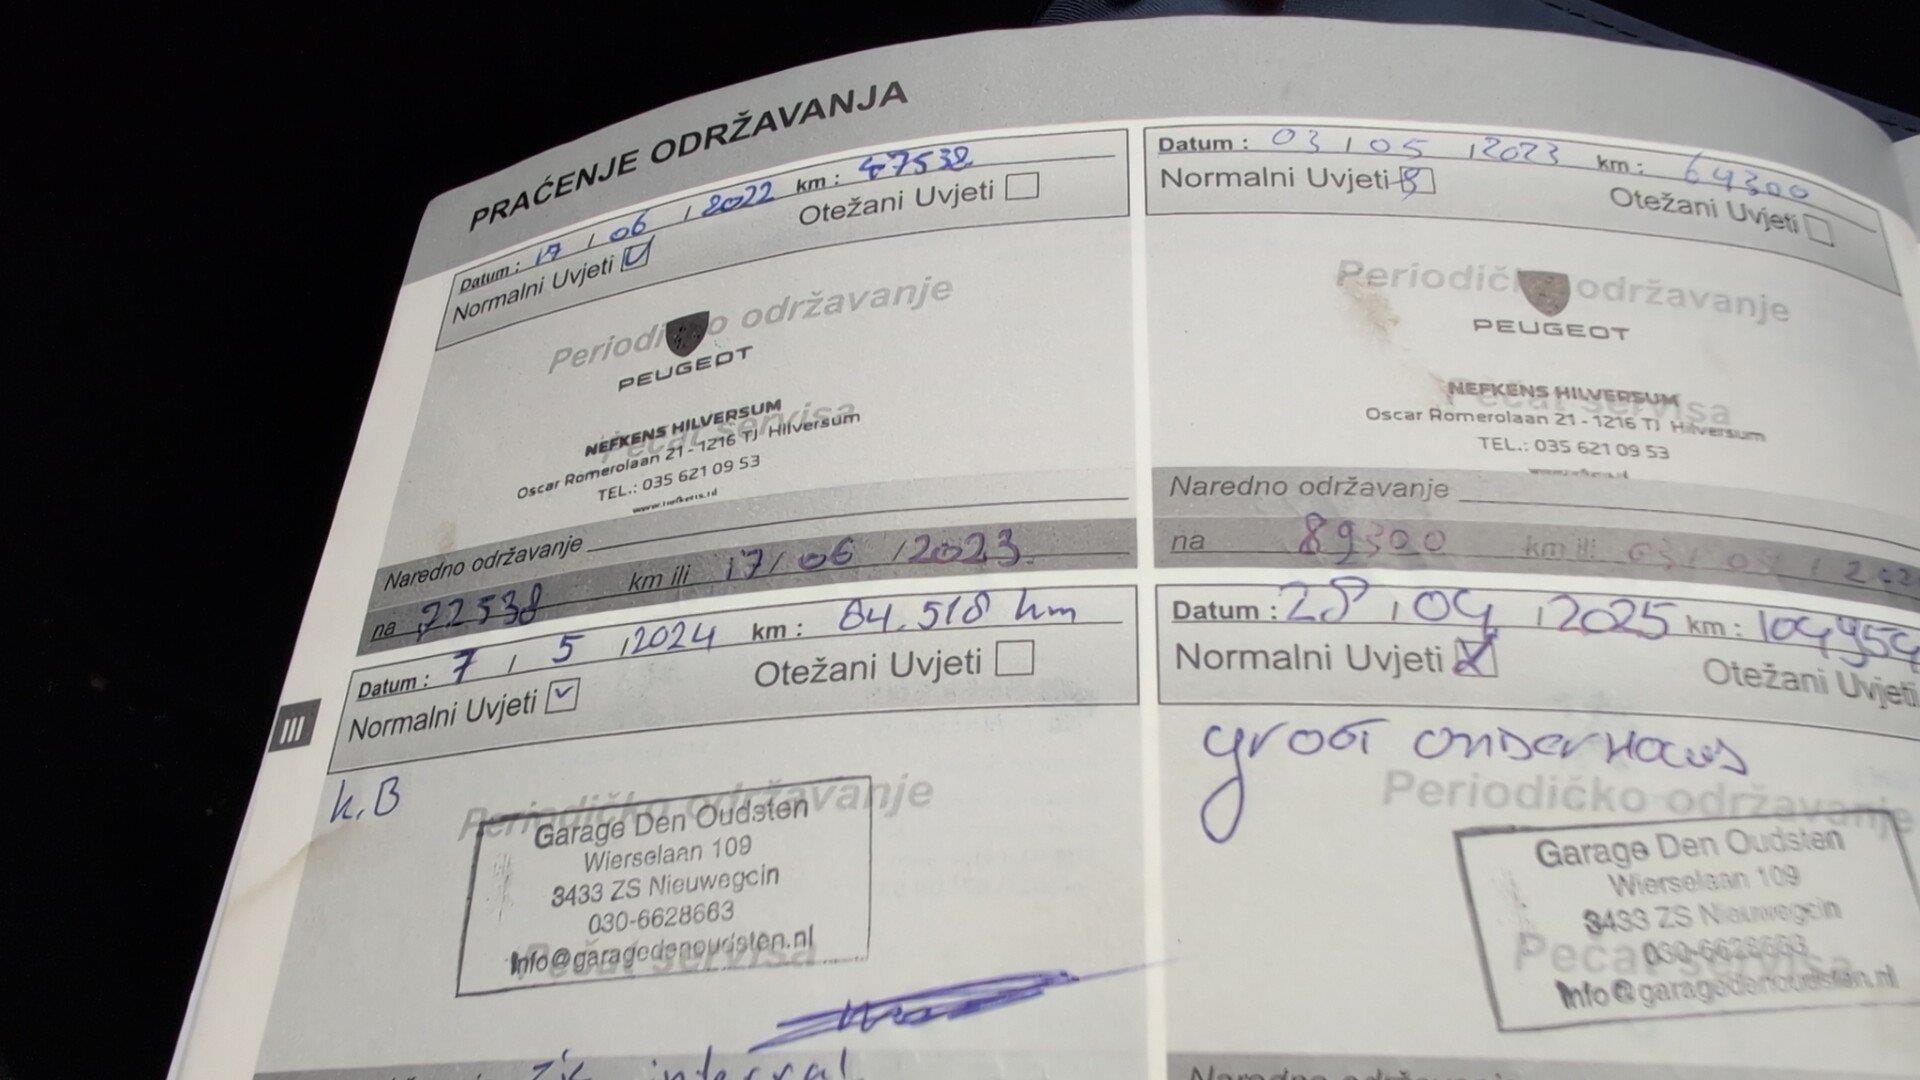 PRAĆENJE ODRŽAVANJA
Datum : 17 / 06 / 2022 km : 47538
Normalni Uvjeti Otežani Uvjeti
Periodičko održavanje
PEUGEOT
Pečat servisa
NEFKENS HILVERSUM
Oscar Romerolaan 21 - 1216 TJ Hilversum
TEL.: 035 621 09 53
Naredno održavanje
na 72538 km ili 17 / 06 / 2023
Datum : 03 / 05 / 2023 km : 64300
Normalni Uvjeti Otežani Uvjeti
Periodičko održavanje
PEUGEOT
Pečat servisa
NEFKENS HILVERSUM
Oscar Romerolaan 21 - 1216 TJ Hilversum
TEL.: 035 621 09 53
Naredno održavanje
na 89300 km ili
Datum : 7 / 5 / 2024 km : 84.518 km
Normalni Uvjeti Otežani Uvjeti
III
K.B
Periodičko održavanje
Garage Den Oudsten
Wierselaan 109
3433 ZS Nieuwegein
030-6628663
Info@garagedenoudsten.nl
Pečat servisa
interval
Datum : 28 / 04 / 2025 km : 104954
Normalni Uvjeti Otežani Uvjeti
groot onderhoud
Periodičko održavanje
Garage Den Oudsten
Wierselaan 109
3433 ZS Nieuwegein
030-6628663
Info@garagedenoudsten.nl
Pečat servisa
Naredno održavanje